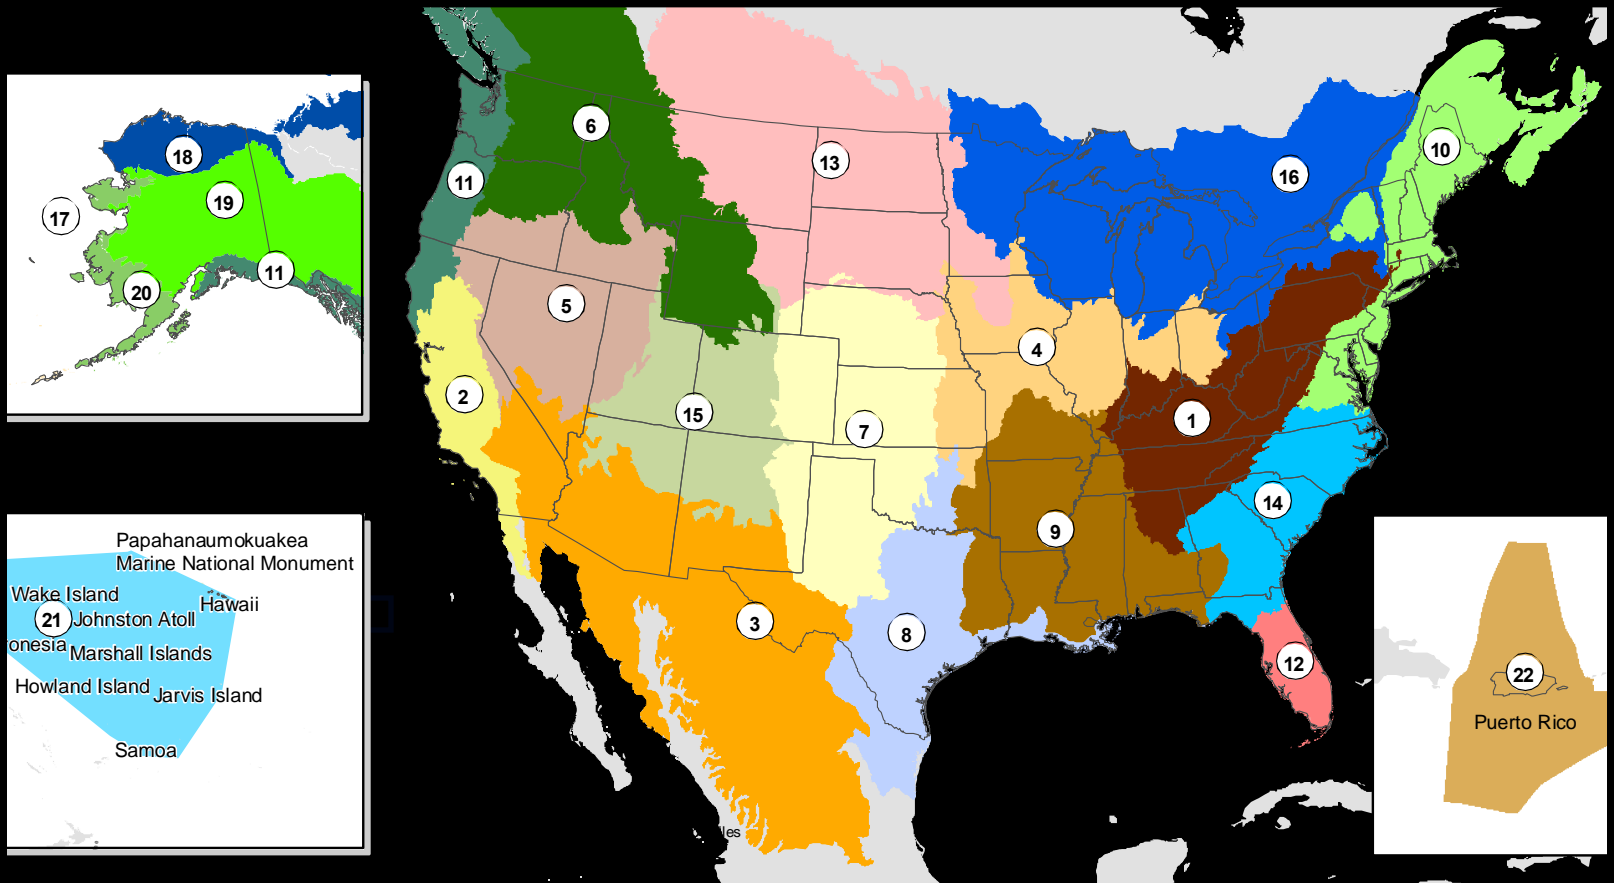 6
13
10
16
11
18
19
17
11
20
5
4
2
15
7
1
14
9
Papahanaumokuakea
Marine National Monument
Wake Island
Hawaii
21
Johnston Atoll
onesia
Marshall Islands
Howland Island
Jarvis Island
Samoa
3
8
12
22
Puerto Rico
les